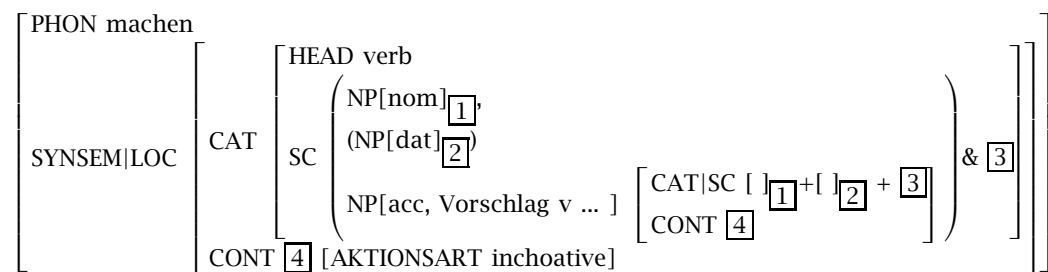 PHON machen
HEAD verb
NP[nom] 1,
(NP[dat] 2)
SYNSEM|LOC CAT SC & 3
NP[acc, Vorschlag v ... ] CAT|SC [ ] 1 +[ ] 2 + 3
CONT 4
CONT 4 [AKTIONSART inchoative]